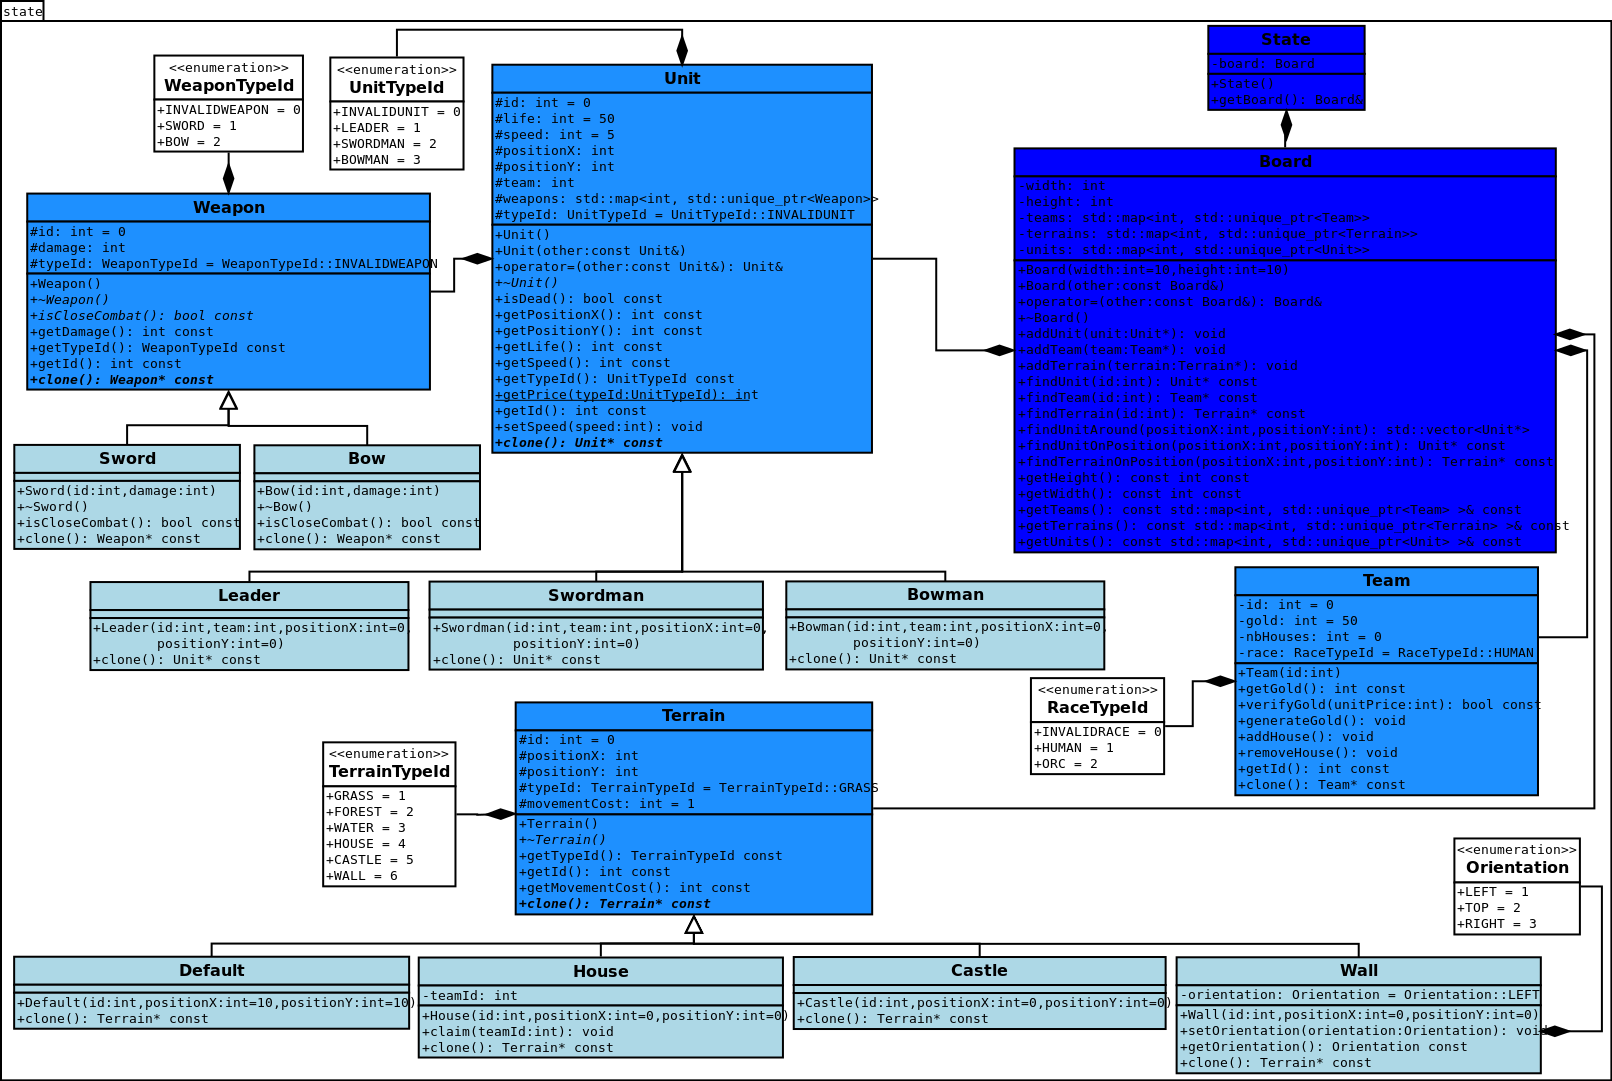 state
<<enumeration>>
WeaponTypeId
+INVALIDWEAPON = 0
+SWORD = 1
+BOW = 2
<<enumeration>>
UnitTypeId
+INVALIDUNIT = 0
+LEADER = 1
+SWORDMAN = 2
+BOWMAN = 3
Unit
#id: int = 0
#life: int = 50
#speed: int = 5
#positionX: int
#positionY: int
#team: int
#weapons: std::map<int, std::unique_ptr<Weapon>>
#typeId: UnitTypeId = UnitTypeId::INVALIDUNIT
+Unit()
+Unit(other:const Unit&)
+operator=(other:const Unit&): Unit&
+~Unit()
+isDead(): bool const
+getPositionX(): int const
+getPositionY(): int const
+getLife(): int const
+getSpeed(): int const
+getTypeId(): UnitTypeId const
+getPrice(typeId:UnitTypeId): int
+getId(): int const
+setSpeed(speed:int): void
+clone(): Unit* const
State
-board: Board
+State()
+getBoard(): Board&
Board
-width: int
-height: int
-teams: std::map<int, std::unique_ptr<Team>>
-terrains: std::map<int, std::unique_ptr<Terrain>>
-units: std::map<int, std::unique_ptr<Unit>>
+Board(width:int=10,height:int=10)
+Board(other:const Board&)
+operator=(other:const Board&): Board&
+~Board()
+addUnit(unit:Unit*): void
+addTeam(team:Team*): void
+addTerrain(terrain:Terrain*): void
+findUnit(id:int): Unit* const
+findTeam(id:int): Team* const
+findTerrain(id:int): Terrain* const
+findUnitAround(positionX:int,positionY:int): std::vector<Unit*>
+findUnitOnPosition(positionX:int,positionY:int): Unit* const
+findTerrainOnPosition(positionX:int,positionY:int): Terrain* const
+getHeight(): const int const
+getWidth(): const int const
+getTeams(): const std::map<int, std::unique_ptr<Team> >& const
+getTerrains(): const std::map<int, std::unique_ptr<Terrain> >& const
+getUnits(): const std::map<int, std::unique_ptr<Unit> >& const
Weapon
#id: int = 0
#damage: int
#typeId: WeaponTypeId = WeaponTypeId::INVALIDWEAPON
+Weapon()
+~Weapon()
+isCloseCombat(): bool const
+getDamage(): int const
+getTypeId(): WeaponTypeId const
+getId(): int const
+clone(): Weapon* const
Sword
+Sword(id:int,damage:int)
+~Sword()
+isCloseCombat(): bool const
+clone(): Weapon* const
Bow
+Bow(id:int,damage:int)
+~Bow()
+isCloseCombat(): bool const
+clone(): Weapon* const
Leader
+Leader(id:int,team:int,positionX:int=0,
positionY:int=0)
+clone(): Unit* const
Swordman
+Swordman(id:int,team:int,positionX:int=0,
positionY:int=0)
+clone(): Unit* const
Bowman
+Bowman(id:int,team:int,positionX:int=0,
positionY:int=0)
+clone(): Unit* const
Team
-id: int = 0
-gold: int = 50
-nbHouses: int = 0
-race: RaceTypeId = RaceTypeId::HUMAN
+Team(id:int)
+getGold(): int const
+verifyGold(unitPrice:int): bool const
+generateGold(): void
+addHouse(): void
+removeHouse(): void
+getId(): int const
+clone(): Team* const
<<enumeration>>
RaceTypeId
+INVALIDRACE = 0
+HUMAN = 1
+ORC = 2
<<enumeration>>
TerrainTypeId
+GRASS = 1
+FOREST = 2
+WATER = 3
+HOUSE = 4
+CASTLE = 5
+WALL = 6
Terrain
#id: int = 0
#positionX: int
#positionY: int
#typeId: TerrainTypeId = TerrainTypeId::GRASS
#movementCost: int = 1
+Terrain()
+~Terrain()
+getTypeId(): TerrainTypeId const
+getId(): int const
+getMovementCost(): int const
+clone(): Terrain* const
<<enumeration>>
Orientation
+LEFT = 1
+TOP = 2
+RIGHT = 3
Default
+Default(id:int,positionX:int=10,positionY:int=10)
+clone(): Terrain* const
House
-teamId: int
+House(id:int,positionX:int=0,positionY:int=0)
+claim(teamId:int): void
+clone(): Terrain* const
Castle
+Castle(id:int,positionX:int=0,positionY:int=0)
+clone(): Terrain* const
Wall
-orientation: Orientation = Orientation::LEFT
+Wall(id:int,positionX:int=0,positionY:int=0)
+setOrientation(orientation:Orientation): void
+getOrientation(): Orientation const
+clone(): Terrain* const